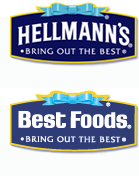 HELLMANN'S
• BRING OUT THE BEST ®
Best Foods®
• BRING OUT THE BEST ®